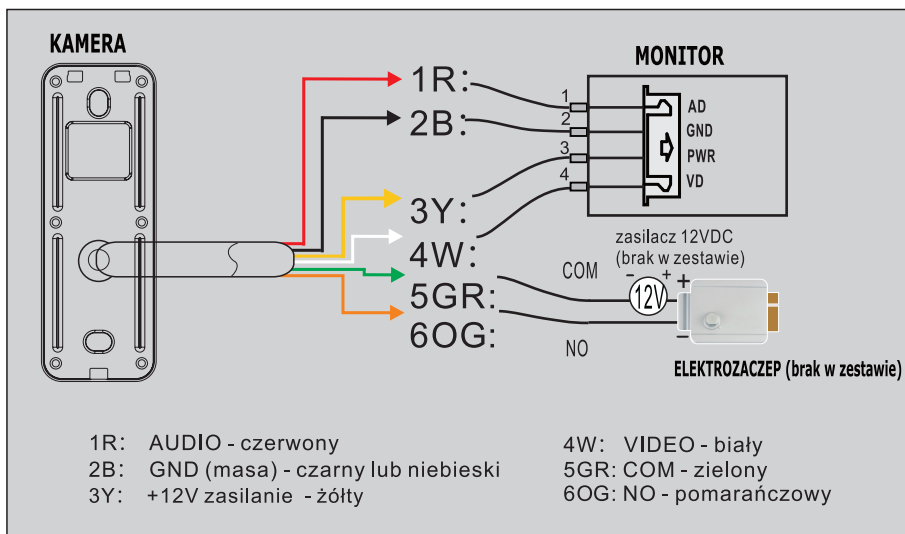 KAMERA
MONITOR
1R:
2B:
3Y:
4W:
5GR:
6OG:
1
2
3
4
AD
GND
PWR
VD
zasilacz 12VDC
(brak w zestawie)
COM
- + +
12V
-
NO
ELEKTROZACZEP (brak w zestawie)
1R: AUDIO - czerwony
2B: GND (masa) - czarny lub niebieski
3Y: +12V zasilanie - żółty
4W: VIDEO - biały
5GR: COM - zielony
6OG: NO - pomarańczowy